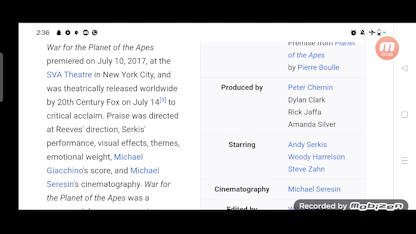 2:36
War for the Planet of the Apes
premiered on July 10, 2017, at the
SVA Theatre in New York City, and
was theatrically released worldwide
by 20th Century Fox on July 14[9] to
critical acclaim. Praise was directed
at Reeves' direction, Serkis'
performance, visual effects, themes,
emotional weight, Michael
Giacchino's score, and Michael
Seresin's cinematography. War for
the Planet of the Apes was a
Premise from Planet
of the Apes
by Pierre Boulle
Produced by
Peter Chernin
Dylan Clark
Rick Jaffa
Amanda Silver
Starring
Andy Serkis
Woody Harrelson
Steve Zahn
Cinematography
Michael Seresin
Edited by
Recorded by Mobizen